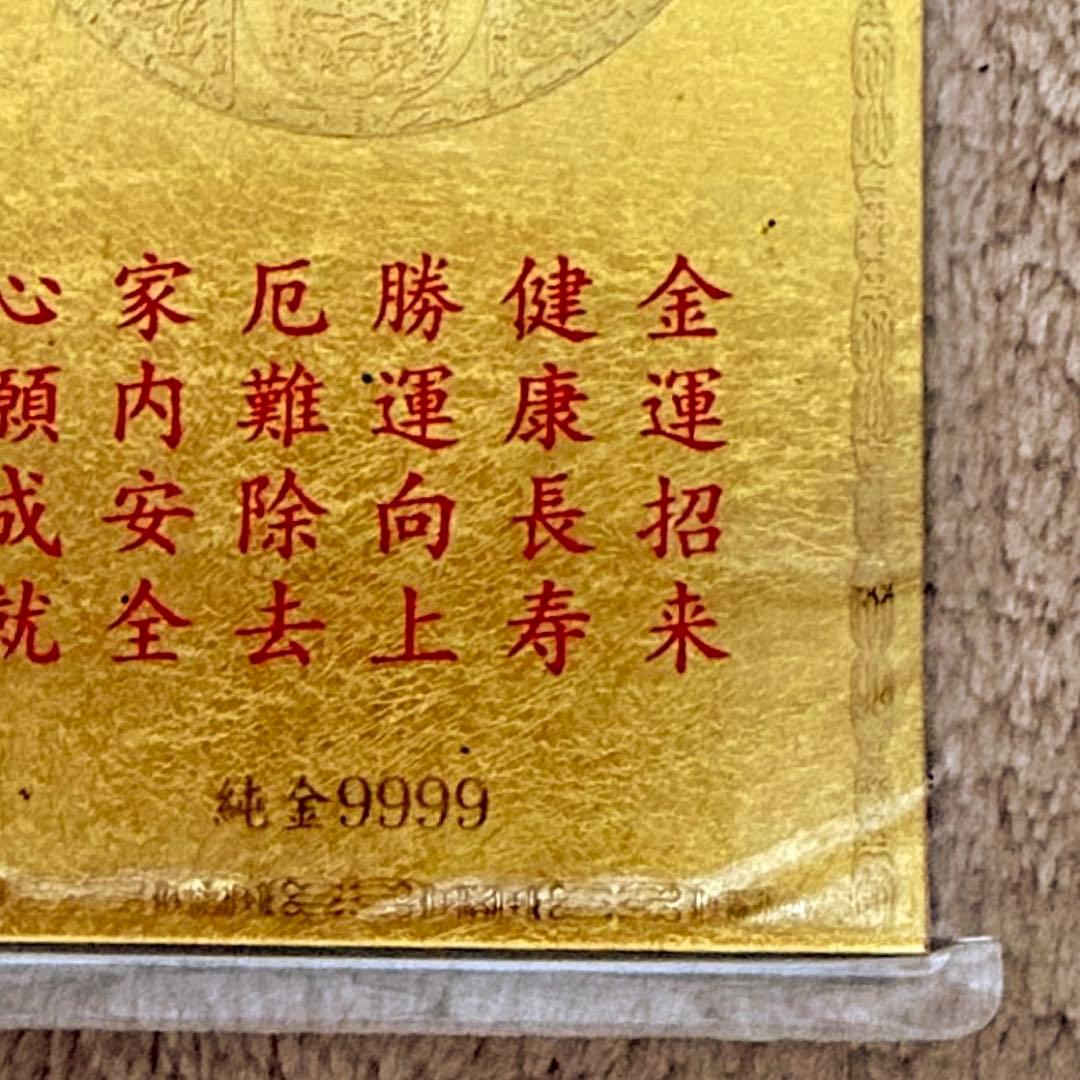 金運招来
健康長寿
勝運向上
厄難除去
家内安全
心願成就
純金9999